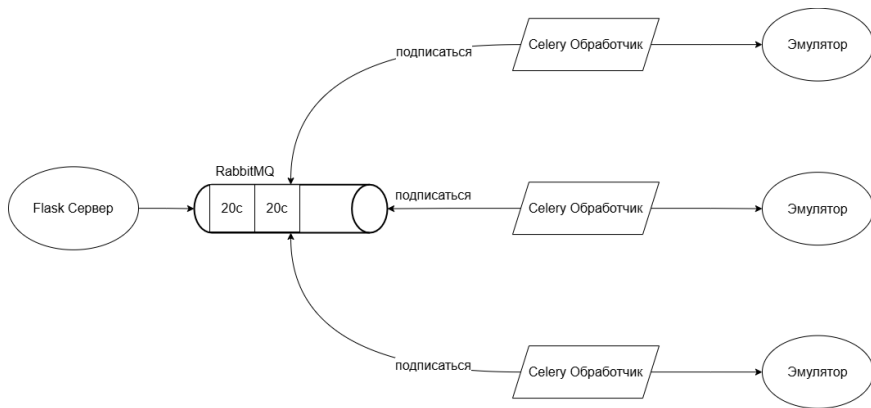 подписаться
Celery Обработчик
Эмулятор
RabbitMQ
Flask Сервер
20с
20с
подписаться
Celery Обработчик
Эмулятор
подписаться
Celery Обработчик
Эмулятор